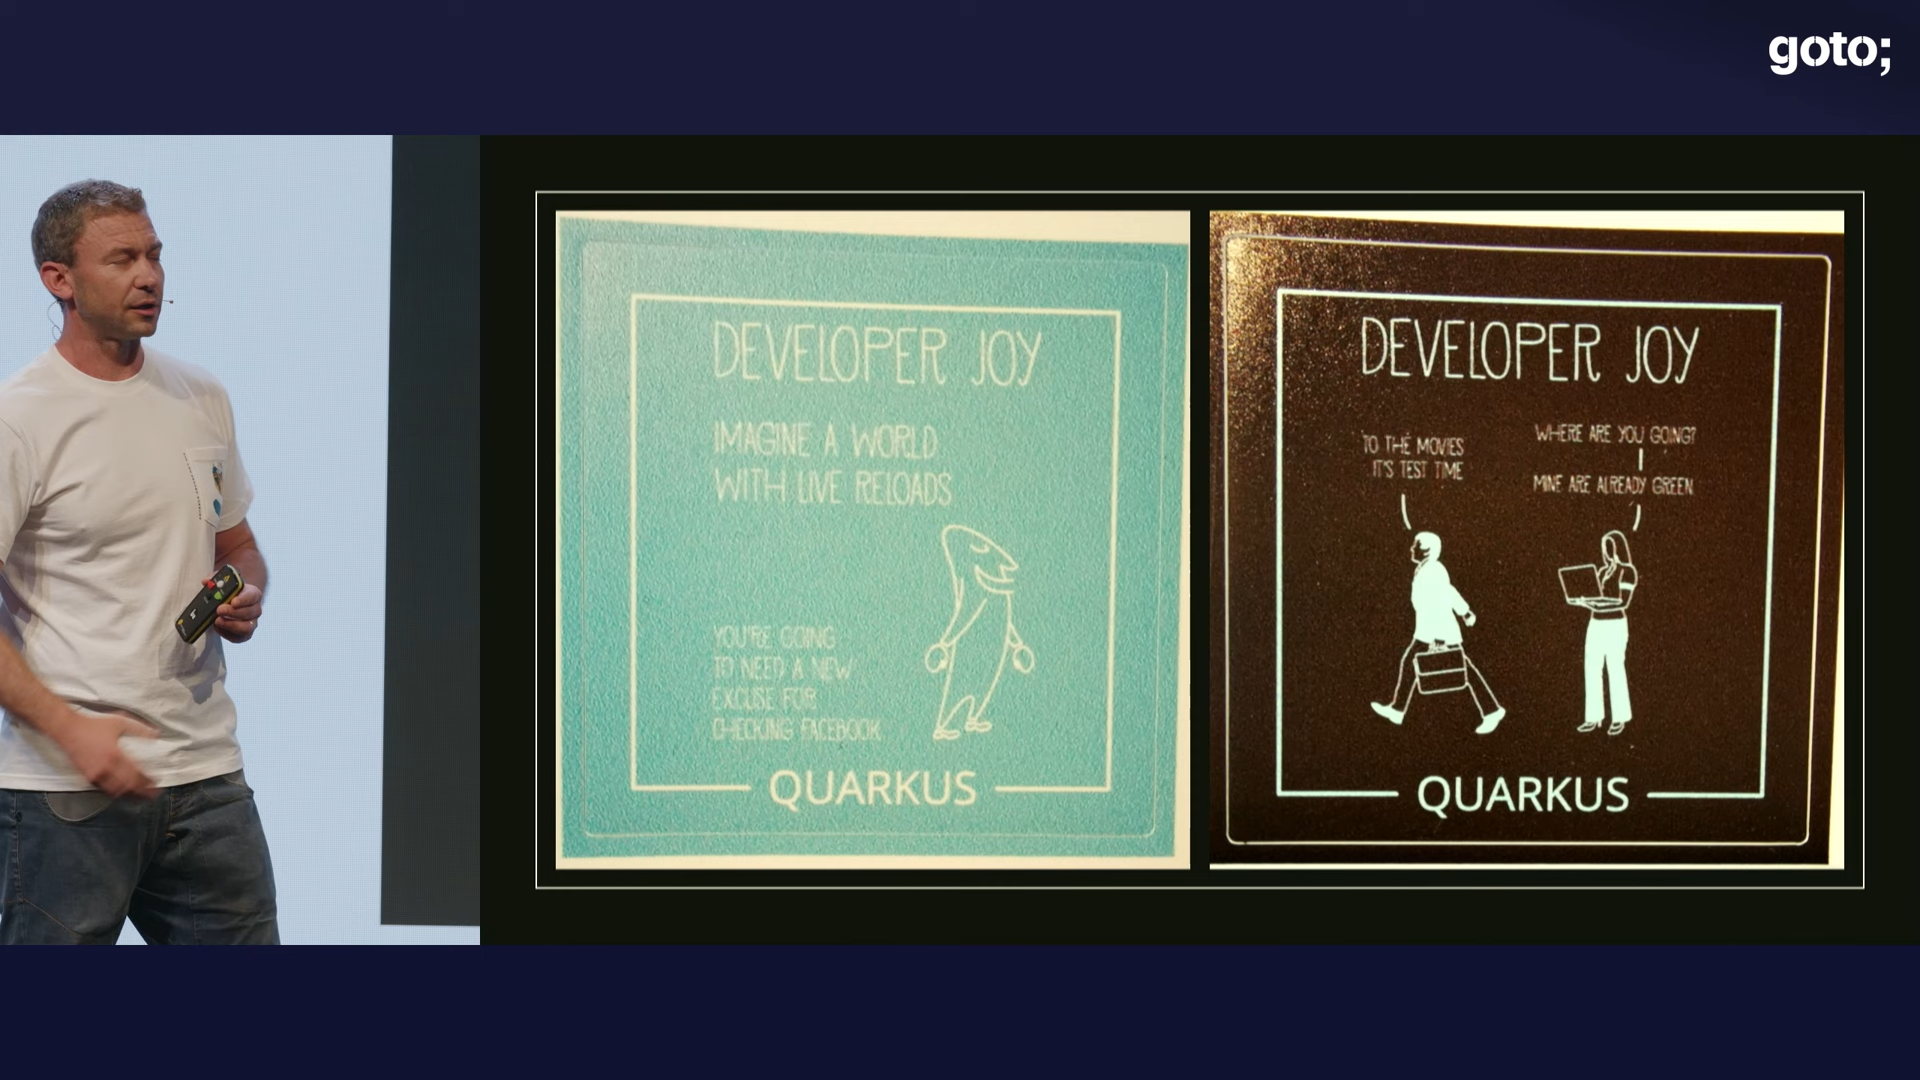 goto;
DEVELOPER JOY
IMAGINE A WORLD
WITH LIVE RELOADS
YOU'RE GOING
TO NEED A NEW
EXCUSE FOR
CHECKING FACEBOOK
QUARKUS
DEVELOPER JOY
TO THE MOVIES
IT'S TEST TIME
WHERE ARE YOU GOING?
MINE ARE ALREADY GREEN
QUARKUS